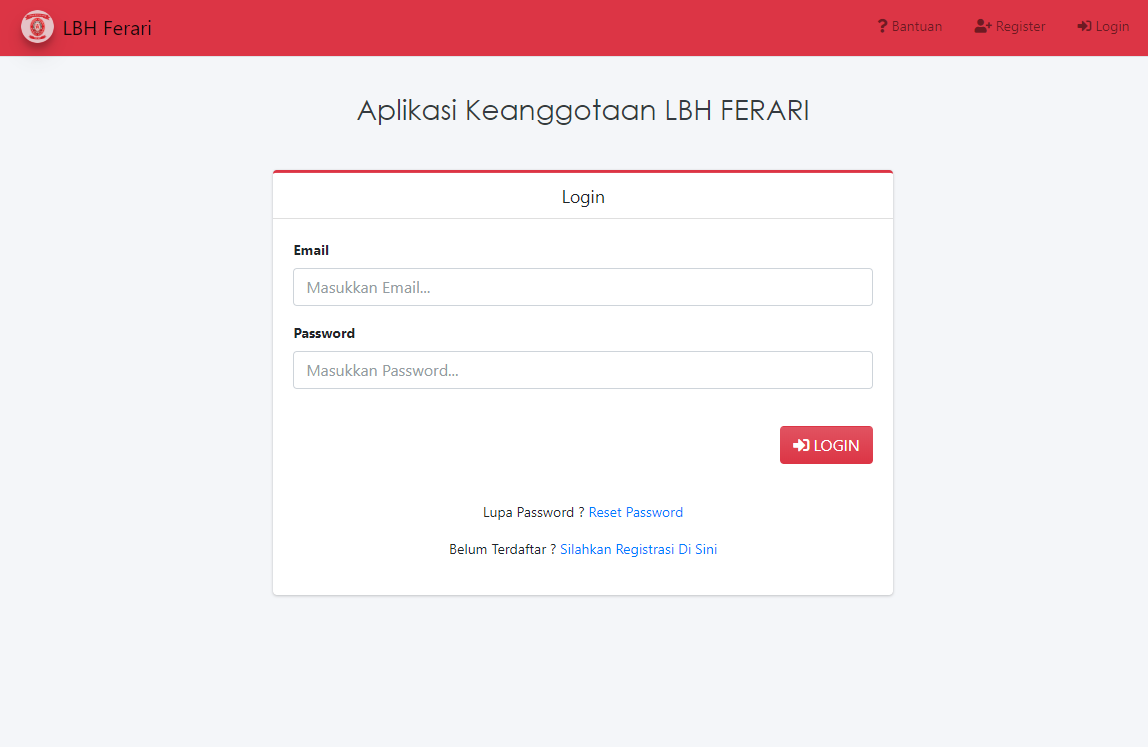 LBH Ferari
Bantuan
Register
Login
Aplikasi Keanggotaan LBH FERARI
Login
Email
Masukkan Email...
Password
Masukkan Password...
LOGIN
Lupa Password ? Reset Password
Belum Terdaftar ? Silahkan Registrasi Di Sini